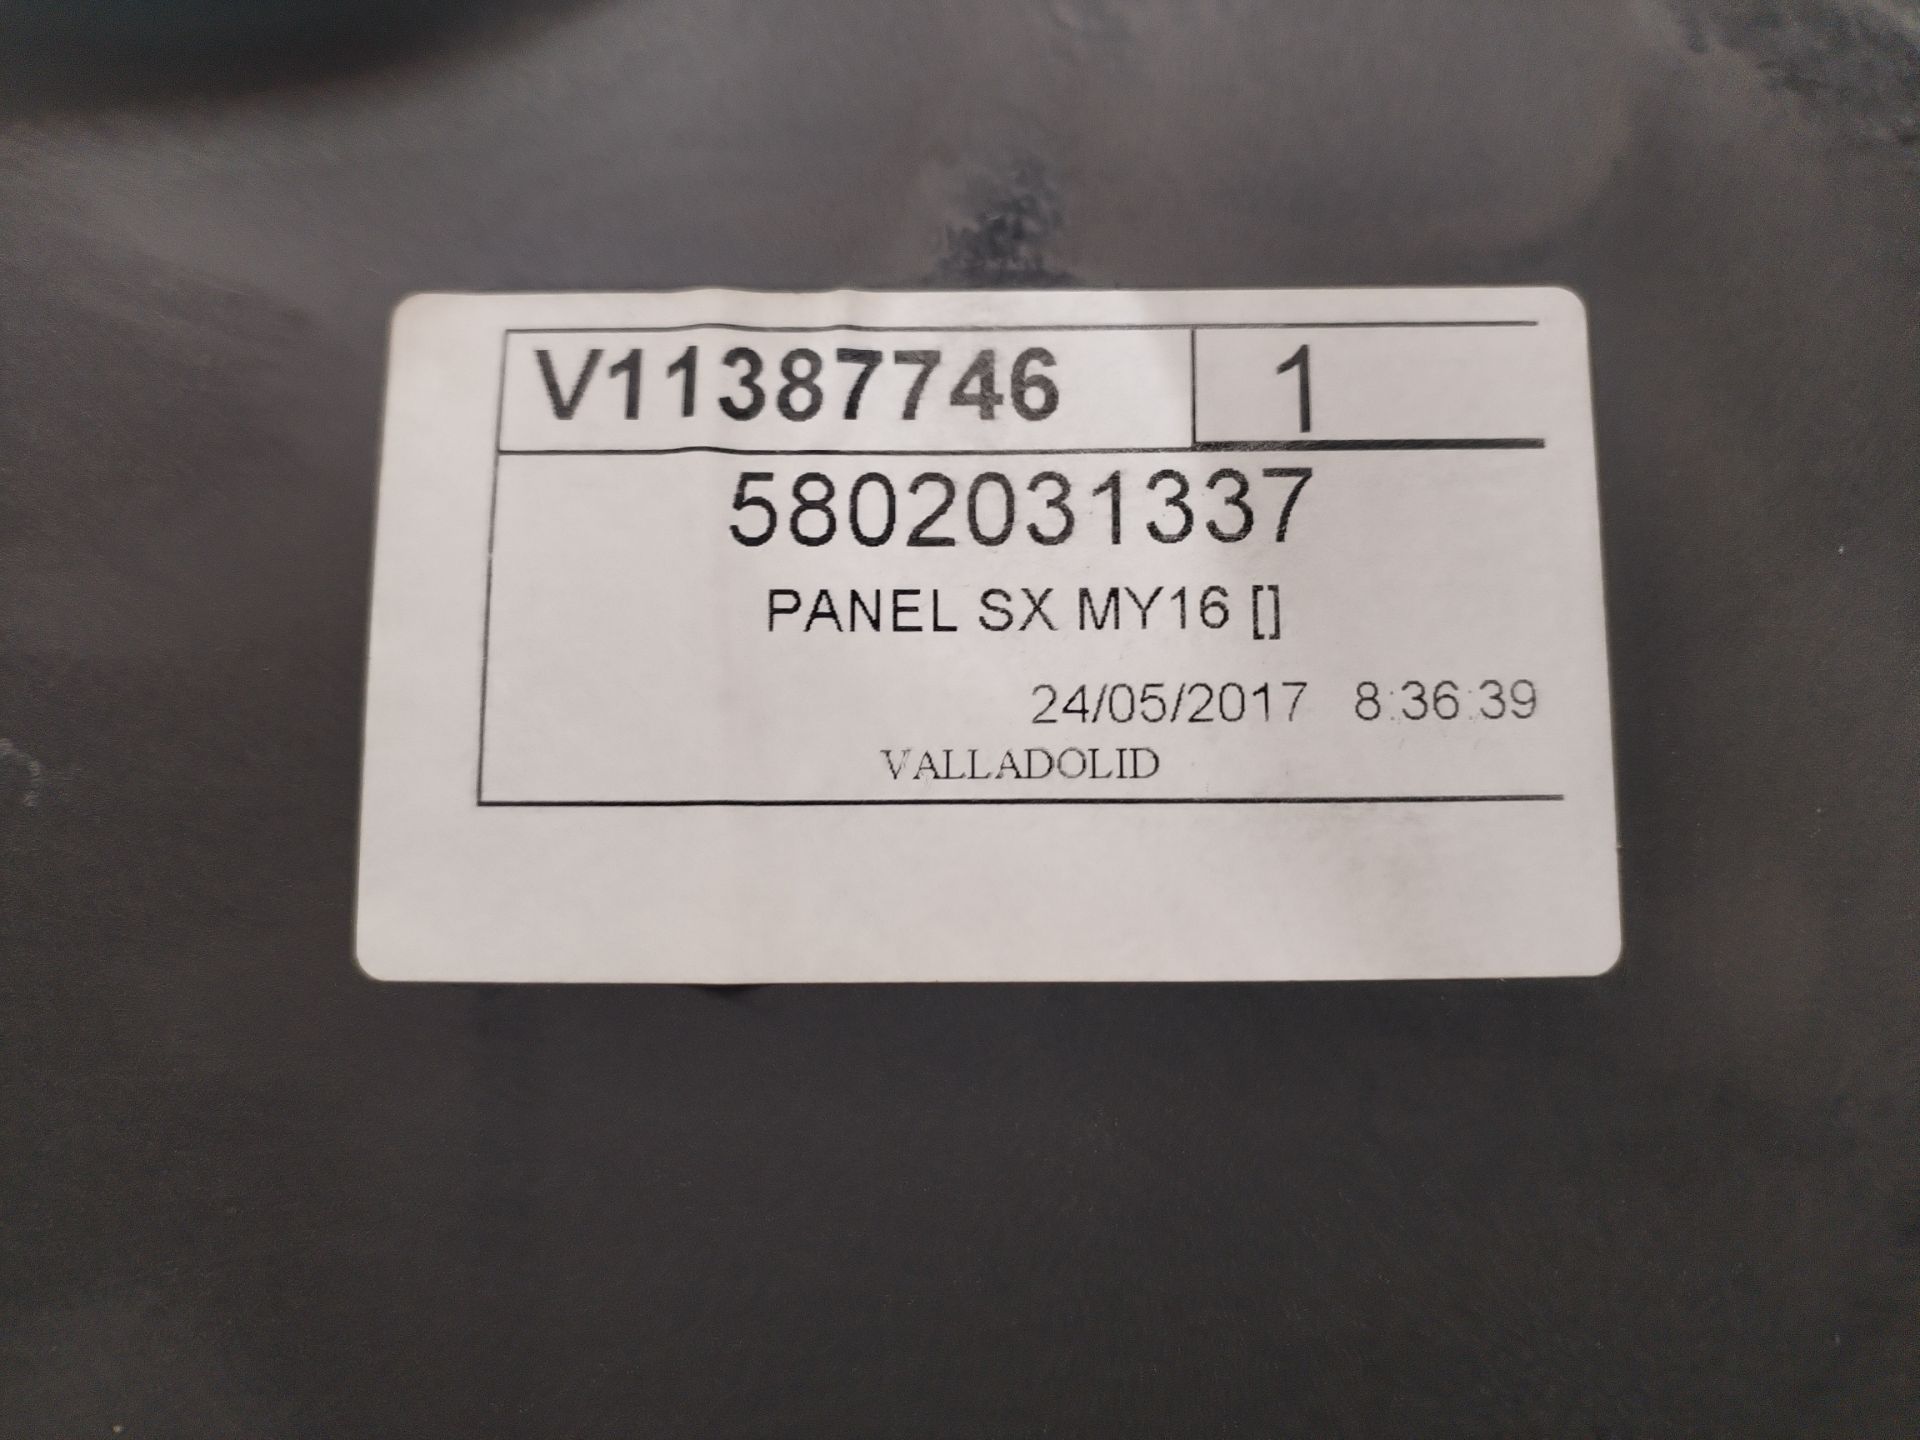 V11387746 1
5802031337
PANEL SX MY16 []
24/05/2017 8:36:39
VALLADOLID